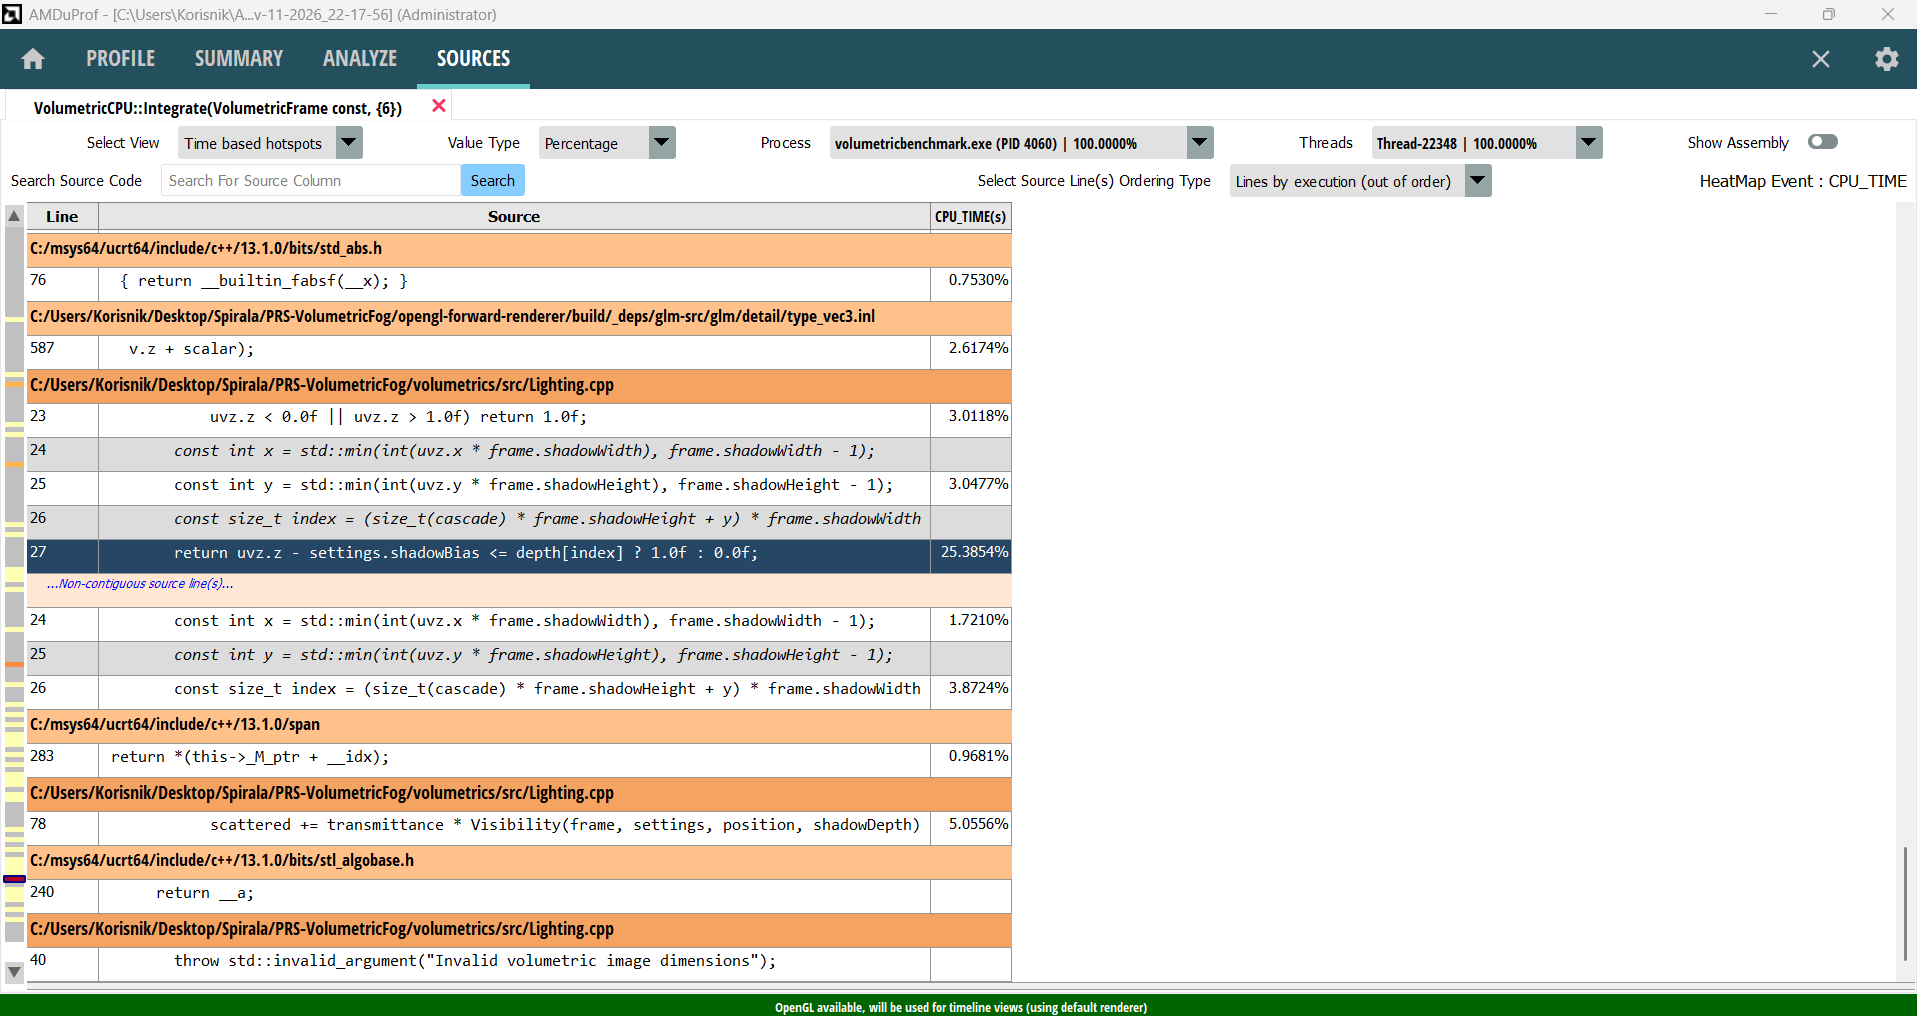 AMDuProf - [C:\Users\Korisnik\A...v-11-2026_22-17-56] (Administrator)
PROFILE SUMMARY ANALYZE SOURCES
VolumetricCPU::Integrate(VolumetricFrame const, {6})
Select View Time based hotspots Value Type Percentage Process volumetricbenchmark.exe (PID 4060) | 100.0000% Threads Thread-22348 | 100.0000% Show Assembly
Search Source Code Search For Source Column Search Select Source Line(s) Ordering Type Lines by execution (out of order) HeatMap Event : CPU_TIME
Line Source CPU_TIME(s)
C:/msys64/ucrt64/include/c++/13.1.0/bits/std_abs.h
76 { return __builtin_fabsf(__x); } 0.7530%
C:/Users/Korisnik/Desktop/Spirala/PRS-VolumetricFog/opengl-forward-renderer/build/_deps/glm-src/glm/detail/type_vec3.inl
587 v.z + scalar); 2.6174%
C:/Users/Korisnik/Desktop/Spirala/PRS-VolumetricFog/volumetrics/src/Lighting.cpp
23 uvz.z < 0.0f || uvz.z > 1.0f) return 1.0f; 3.0118%
24 const int x = std::min(int(uvz.x * frame.shadowWidth), frame.shadowWidth - 1);
25 const int y = std::min(int(uvz.y * frame.shadowHeight), frame.shadowHeight - 1); 3.0477%
26 const size_t index = (size_t(cascade) * frame.shadowHeight + y) * frame.shadowWidth
27 return uvz.z - settings.shadowBias <= depth[index] ? 1.0f : 0.0f; 25.3854%
...Non-contiguous source line(s)...
24 const int x = std::min(int(uvz.x * frame.shadowWidth), frame.shadowWidth - 1); 1.7210%
25 const int y = std::min(int(uvz.y * frame.shadowHeight), frame.shadowHeight - 1);
26 const size_t index = (size_t(cascade) * frame.shadowHeight + y) * frame.shadowWidth 3.8724%
C:/msys64/ucrt64/include/c++/13.1.0/span
283 return *(this->_M_ptr + __idx); 0.9681%
C:/Users/Korisnik/Desktop/Spirala/PRS-VolumetricFog/volumetrics/src/Lighting.cpp
78 scattered += transmittance * Visibility(frame, settings, position, shadowDepth) 5.0556%
C:/msys64/ucrt64/include/c++/13.1.0/bits/stl_algobase.h
240 return __a;
C:/Users/Korisnik/Desktop/Spirala/PRS-VolumetricFog/volumetrics/src/Lighting.cpp
40 throw std::invalid_argument("Invalid volumetric image dimensions");
OpenGL available, will be used for timeline views (using default renderer)